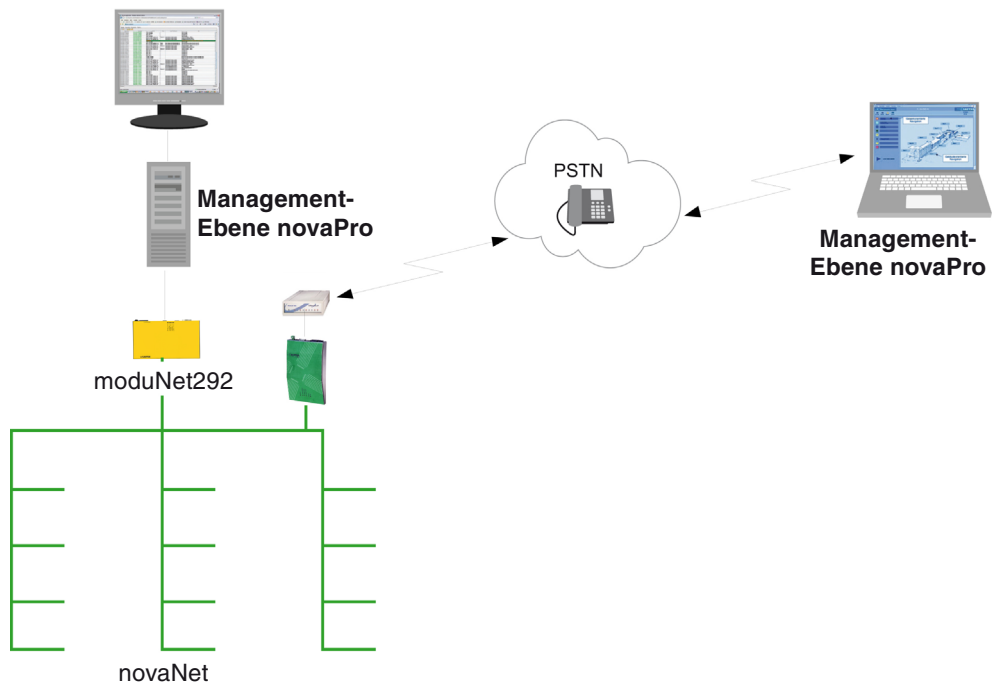 PSTN
Management-
Ebene novaPro
Management-
Ebene novaPro
moduNet292
novaNet